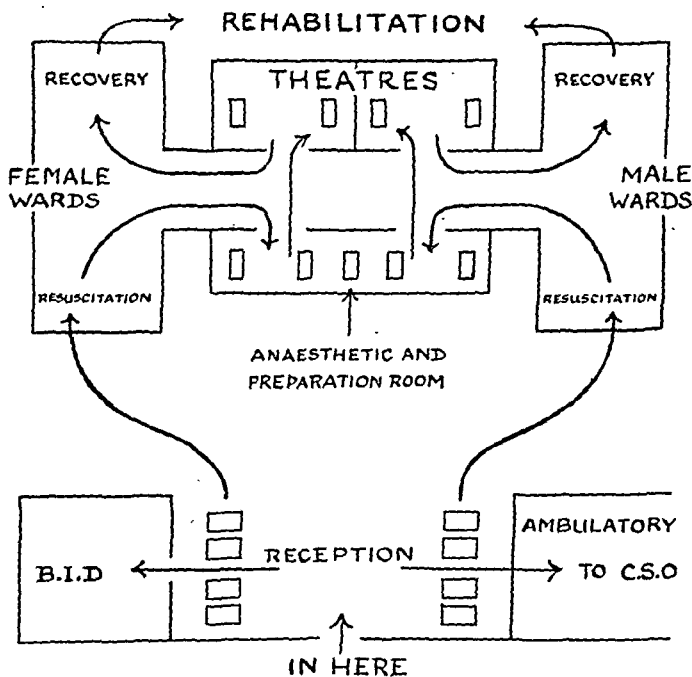 REHABILITATION
RECOVERY
THEATRES
RECOVERY
FEMALE
WARDS
MALE
WARDS
RESUSCITATION
RESUSCITATION
ANAESTHETIC AND
PREPARATION ROOM
B.I.D
RECEPTION
AMBULATORY
TO C.S.O
IN HERE